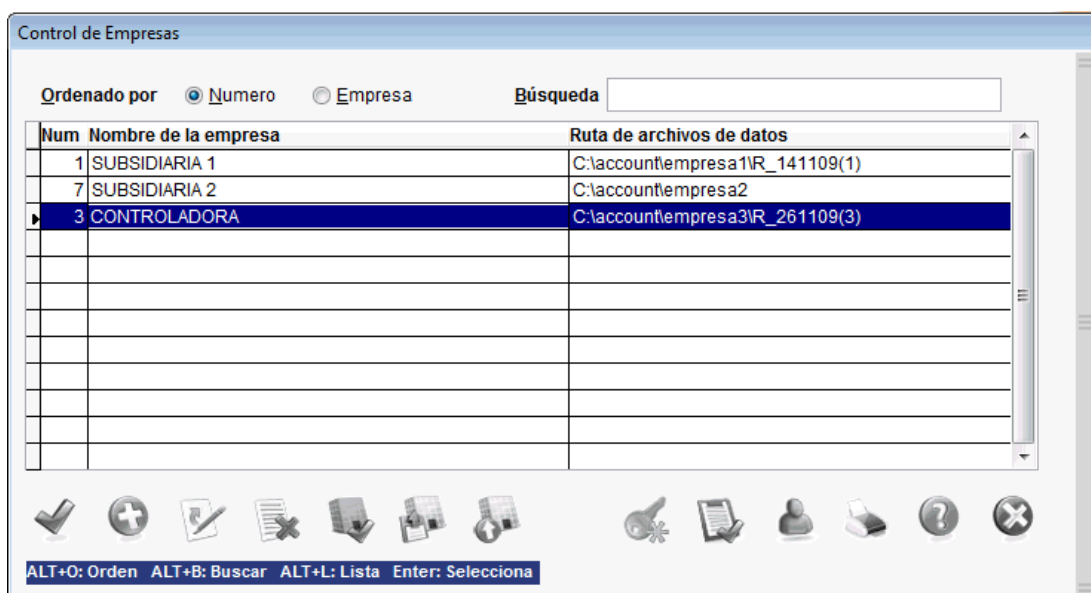 Control de Empresas
Ordenado por Numero Empresa Búsqueda
Num Nombre de la empresa Ruta de archivos de datos
1 SUBSIDIARIA 1 C:\account\empresa1\R_141109(1)
7 SUBSIDIARIA 2 C:\account\empresa2
3 CONTROLADORA C:\account\empresa3\R_261109(3)
ALT+O: Orden ALT+B: Buscar ALT+L: Lista Enter: Selecciona